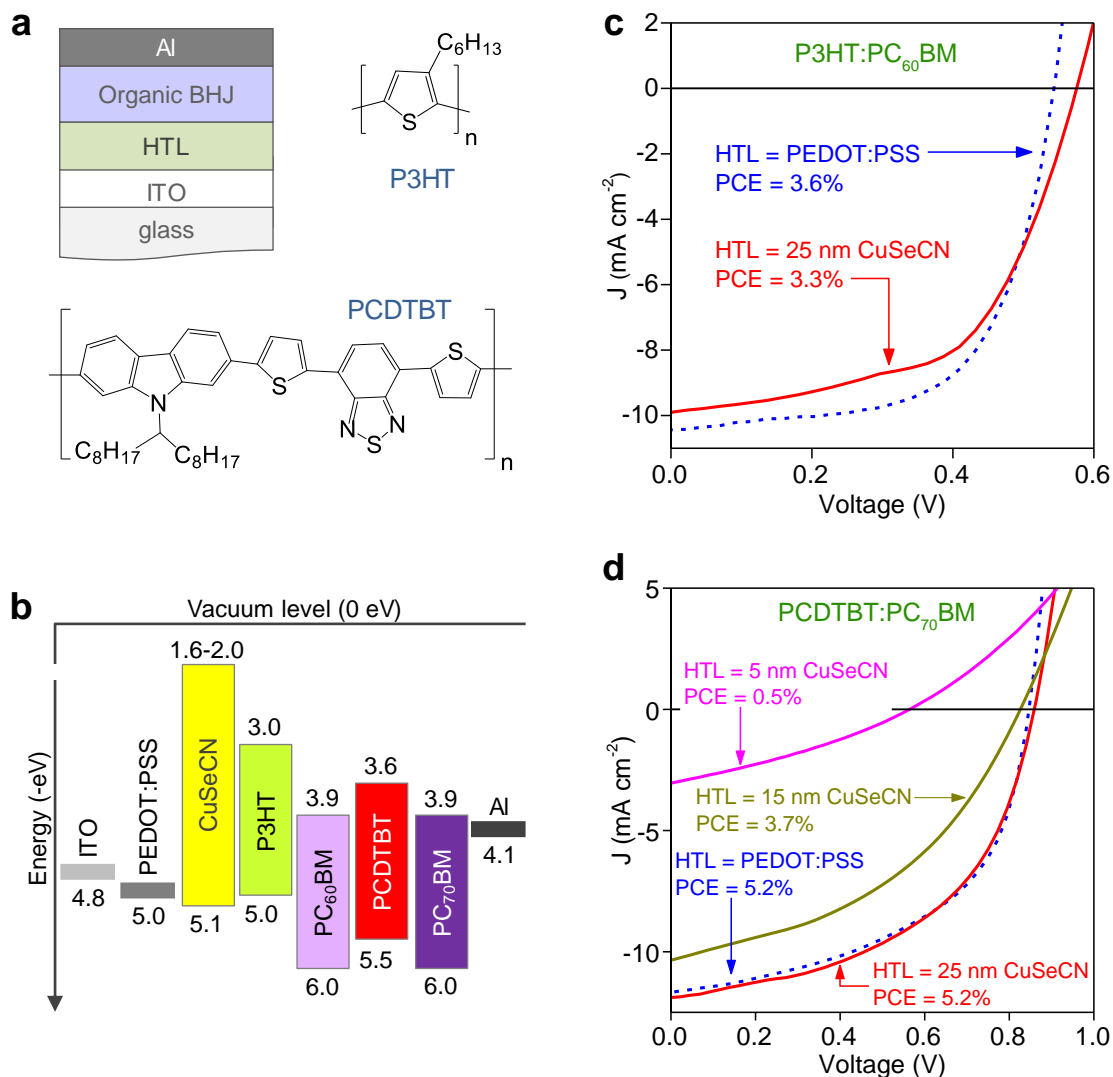 a
Al
Organic BHJ
HTL
ITO
glass
C6H13
S
n
P3HT
PCDTBT
S
S
N
N
S
N
C8H17
C8H17
n
b
Vacuum level (0 eV)
Energy (-eV)
ITO
4.8
PEDOT:PSS
5.0
1.6-2.0
CuSeCN
5.1
3.0
P3HT
5.0
3.9
PC60BM
6.0
3.6
PCDTBT
5.5
3.9
PC70BM
6.0
Al
4.1
c
P3HT:PC60BM
HTL = PEDOT:PSS
PCE = 3.6%
HTL = 25 nm CuSeCN
PCE = 3.3%
J (mA cm-2)
2
0
-2
-4
-6
-8
-10
0.0
0.2
0.4
0.6
Voltage (V)
d
PCDTBT:PC70BM
HTL = 5 nm CuSeCN
PCE = 0.5%
HTL = 15 nm CuSeCN
PCE = 3.7%
HTL = PEDOT:PSS
PCE = 5.2%
HTL = 25 nm CuSeCN
PCE = 5.2%
J (mA cm-2)
5
0
-5
-10
0.0
0.2
0.4
0.6
0.8
1.0
Voltage (V)